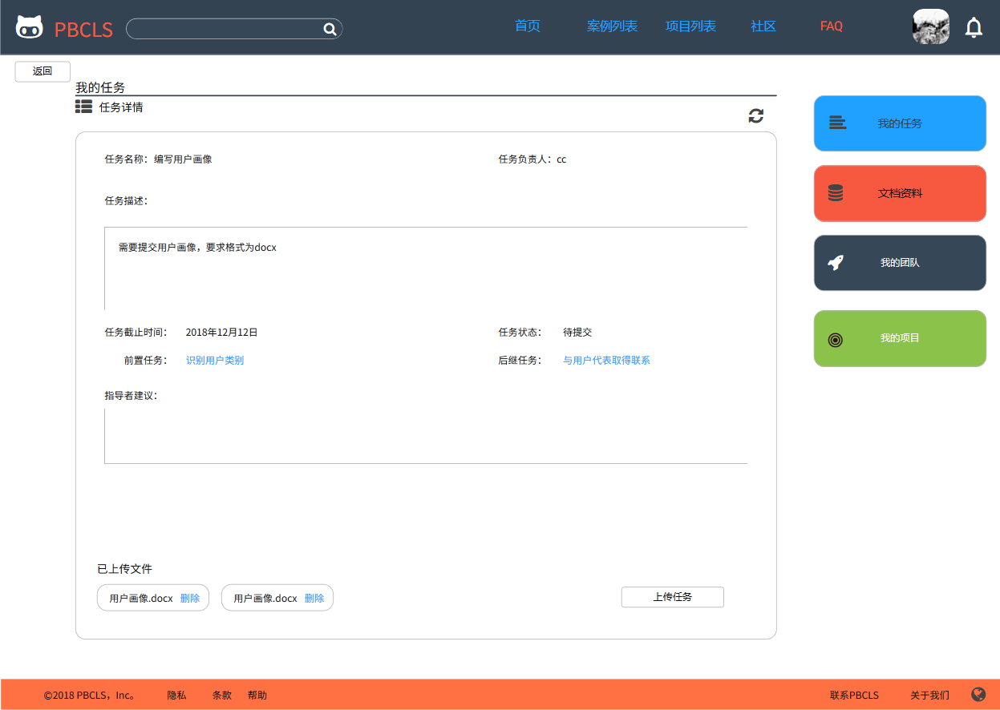 PBCLS
首页 案例列表 项目列表 社区 FAQ
返回
我的任务
任务详情
任务名称：编写用户画像 任务负责人：cc
任务描述：
需要提交用户画像，要求格式为docx
任务截止时间： 2018年12月12日 任务状态： 待提交
前置任务： 识别用户类别 后继任务： 与用户代表取得联系
指导者建议：
已上传文件
用户画像.docx 删除 用户画像.docx 删除 上传任务
我的任务
文档资料
我的团队
我的项目
©2018 PBCLS，Inc。 隐私 条款 帮助 联系PBCLS 关于我们